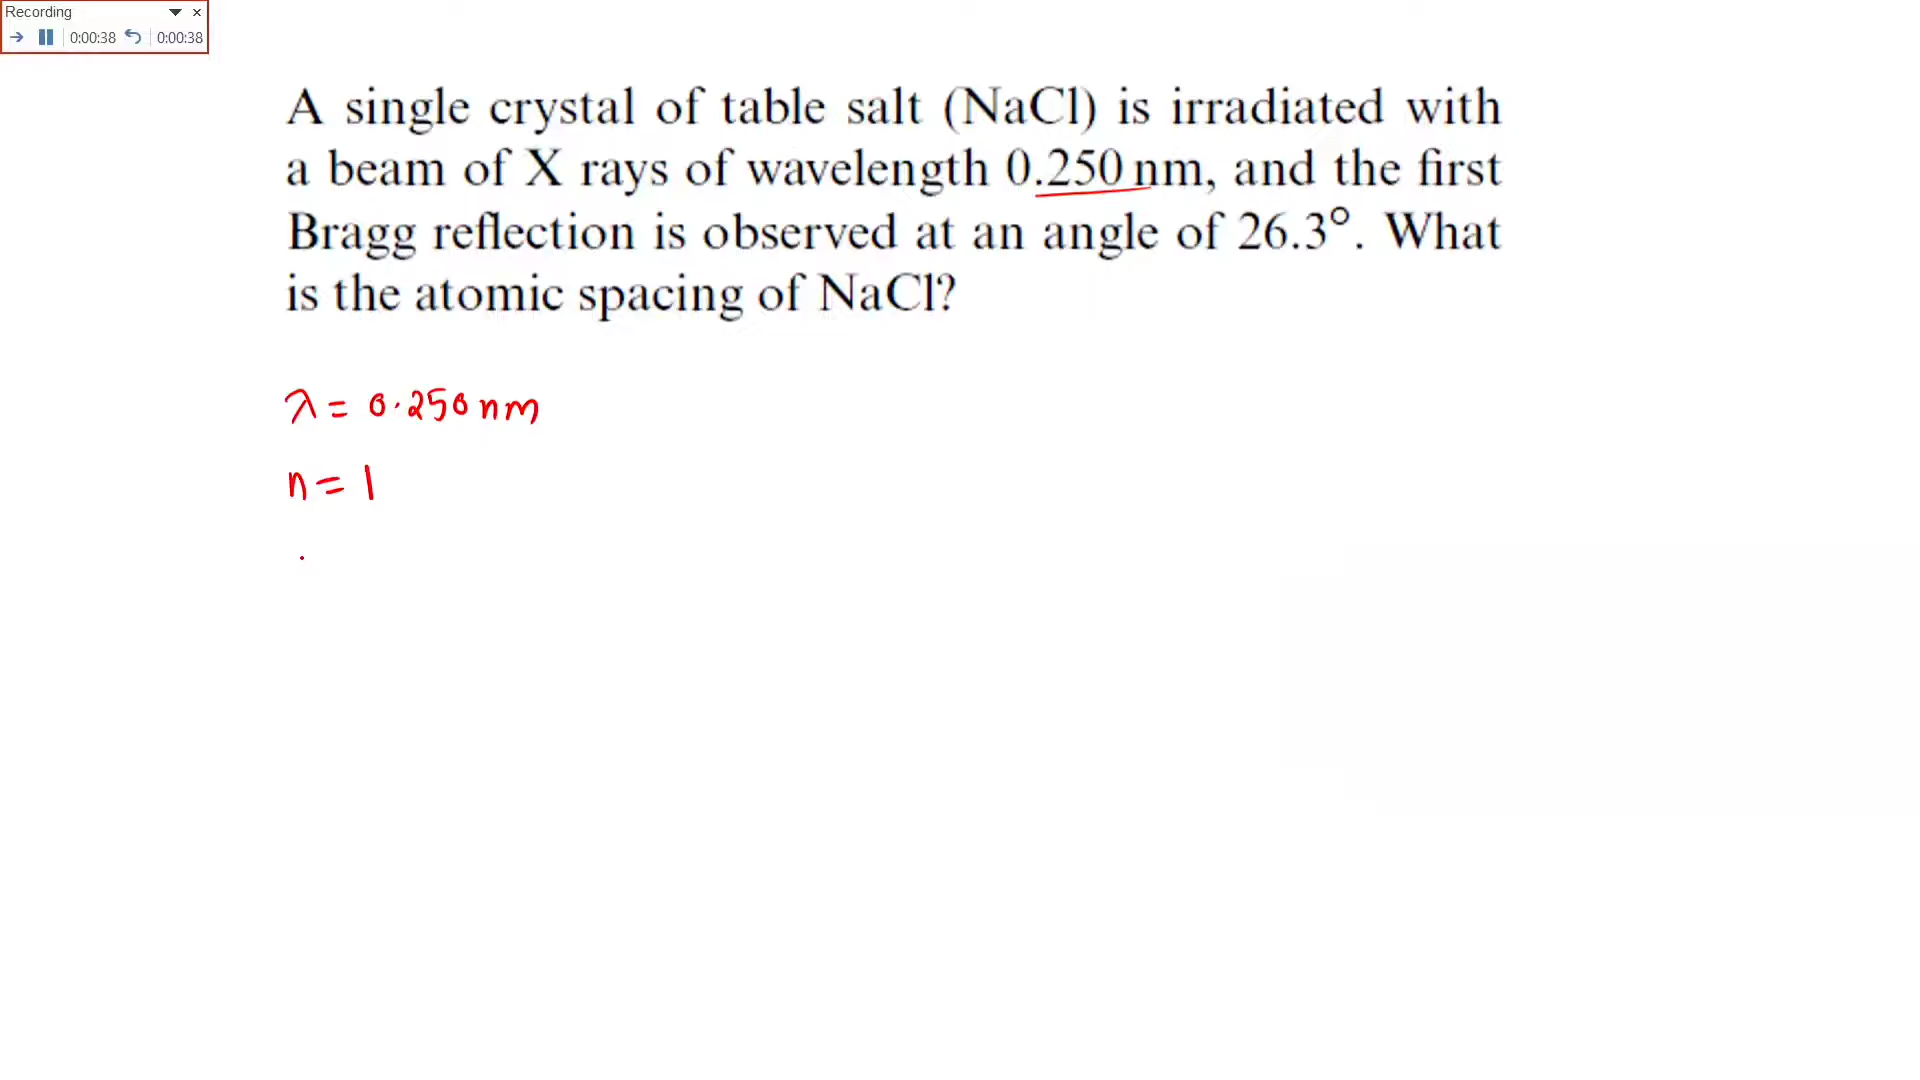 Recording
0:00:38 0:00:38
A single crystal of table salt (NaCl) is irradiated with
a beam of X rays of wavelength 0.250 nm, and the first
Bragg reflection is observed at an angle of 26.3°. What
is the atomic spacing of NaCl?
λ = 0.250 nm
n = 1